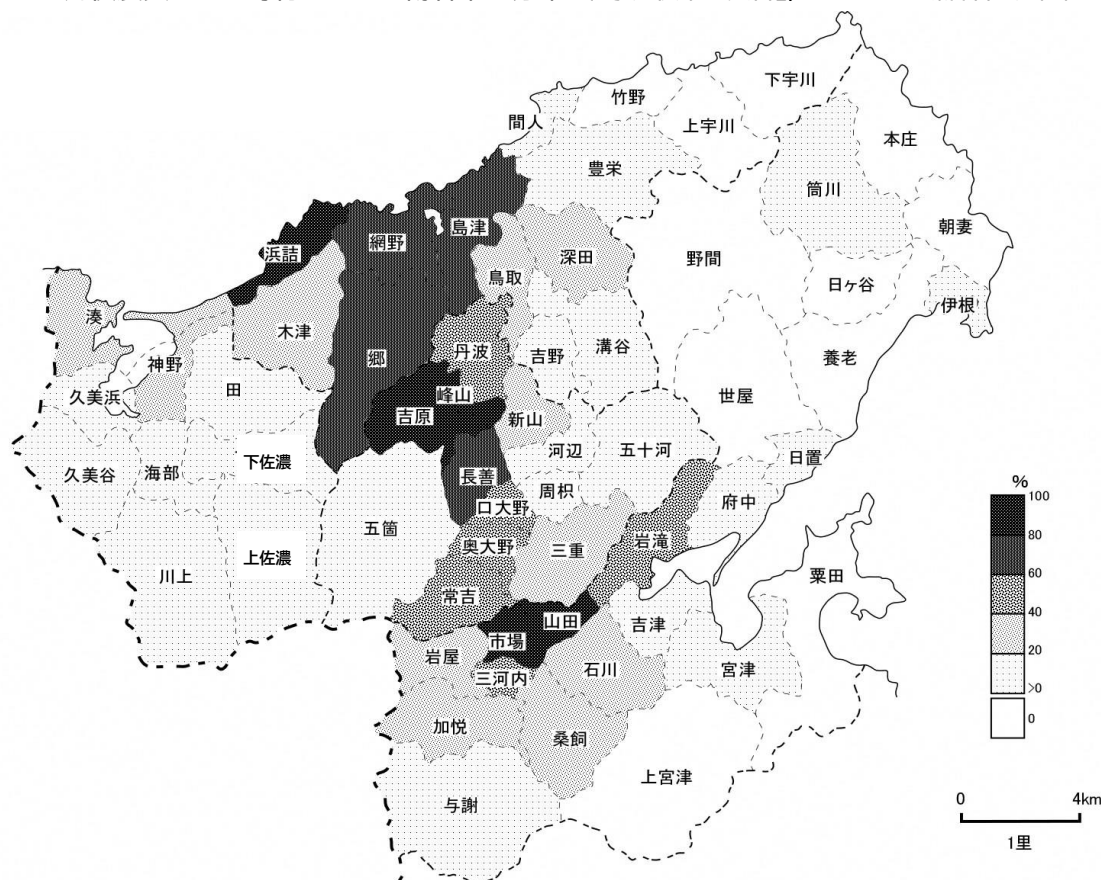 下宇川
竹野
間人
上宇川
本庄
豊栄
筒川
島津
網野
朝妻
浜詰
深田
野間
鳥取
日ヶ谷
伊根
湊
木津
丹波
溝谷
養老
吉野
神野
郷
峰山
田
世屋
久美浜
吉原
新山
河辺
五十河
日置
下佐濃
久美谷
海部
長善
周枳
府中
口大野
五箇
岩滝
奥大野
三重
上佐濃
川上
粟田
常吉
山田
吉津
市場
岩屋
石川
宮津
三河内
加悦
桑飼
上宮津
与謝
%
100
80
60
40
20
>0
0
0 4km
1里